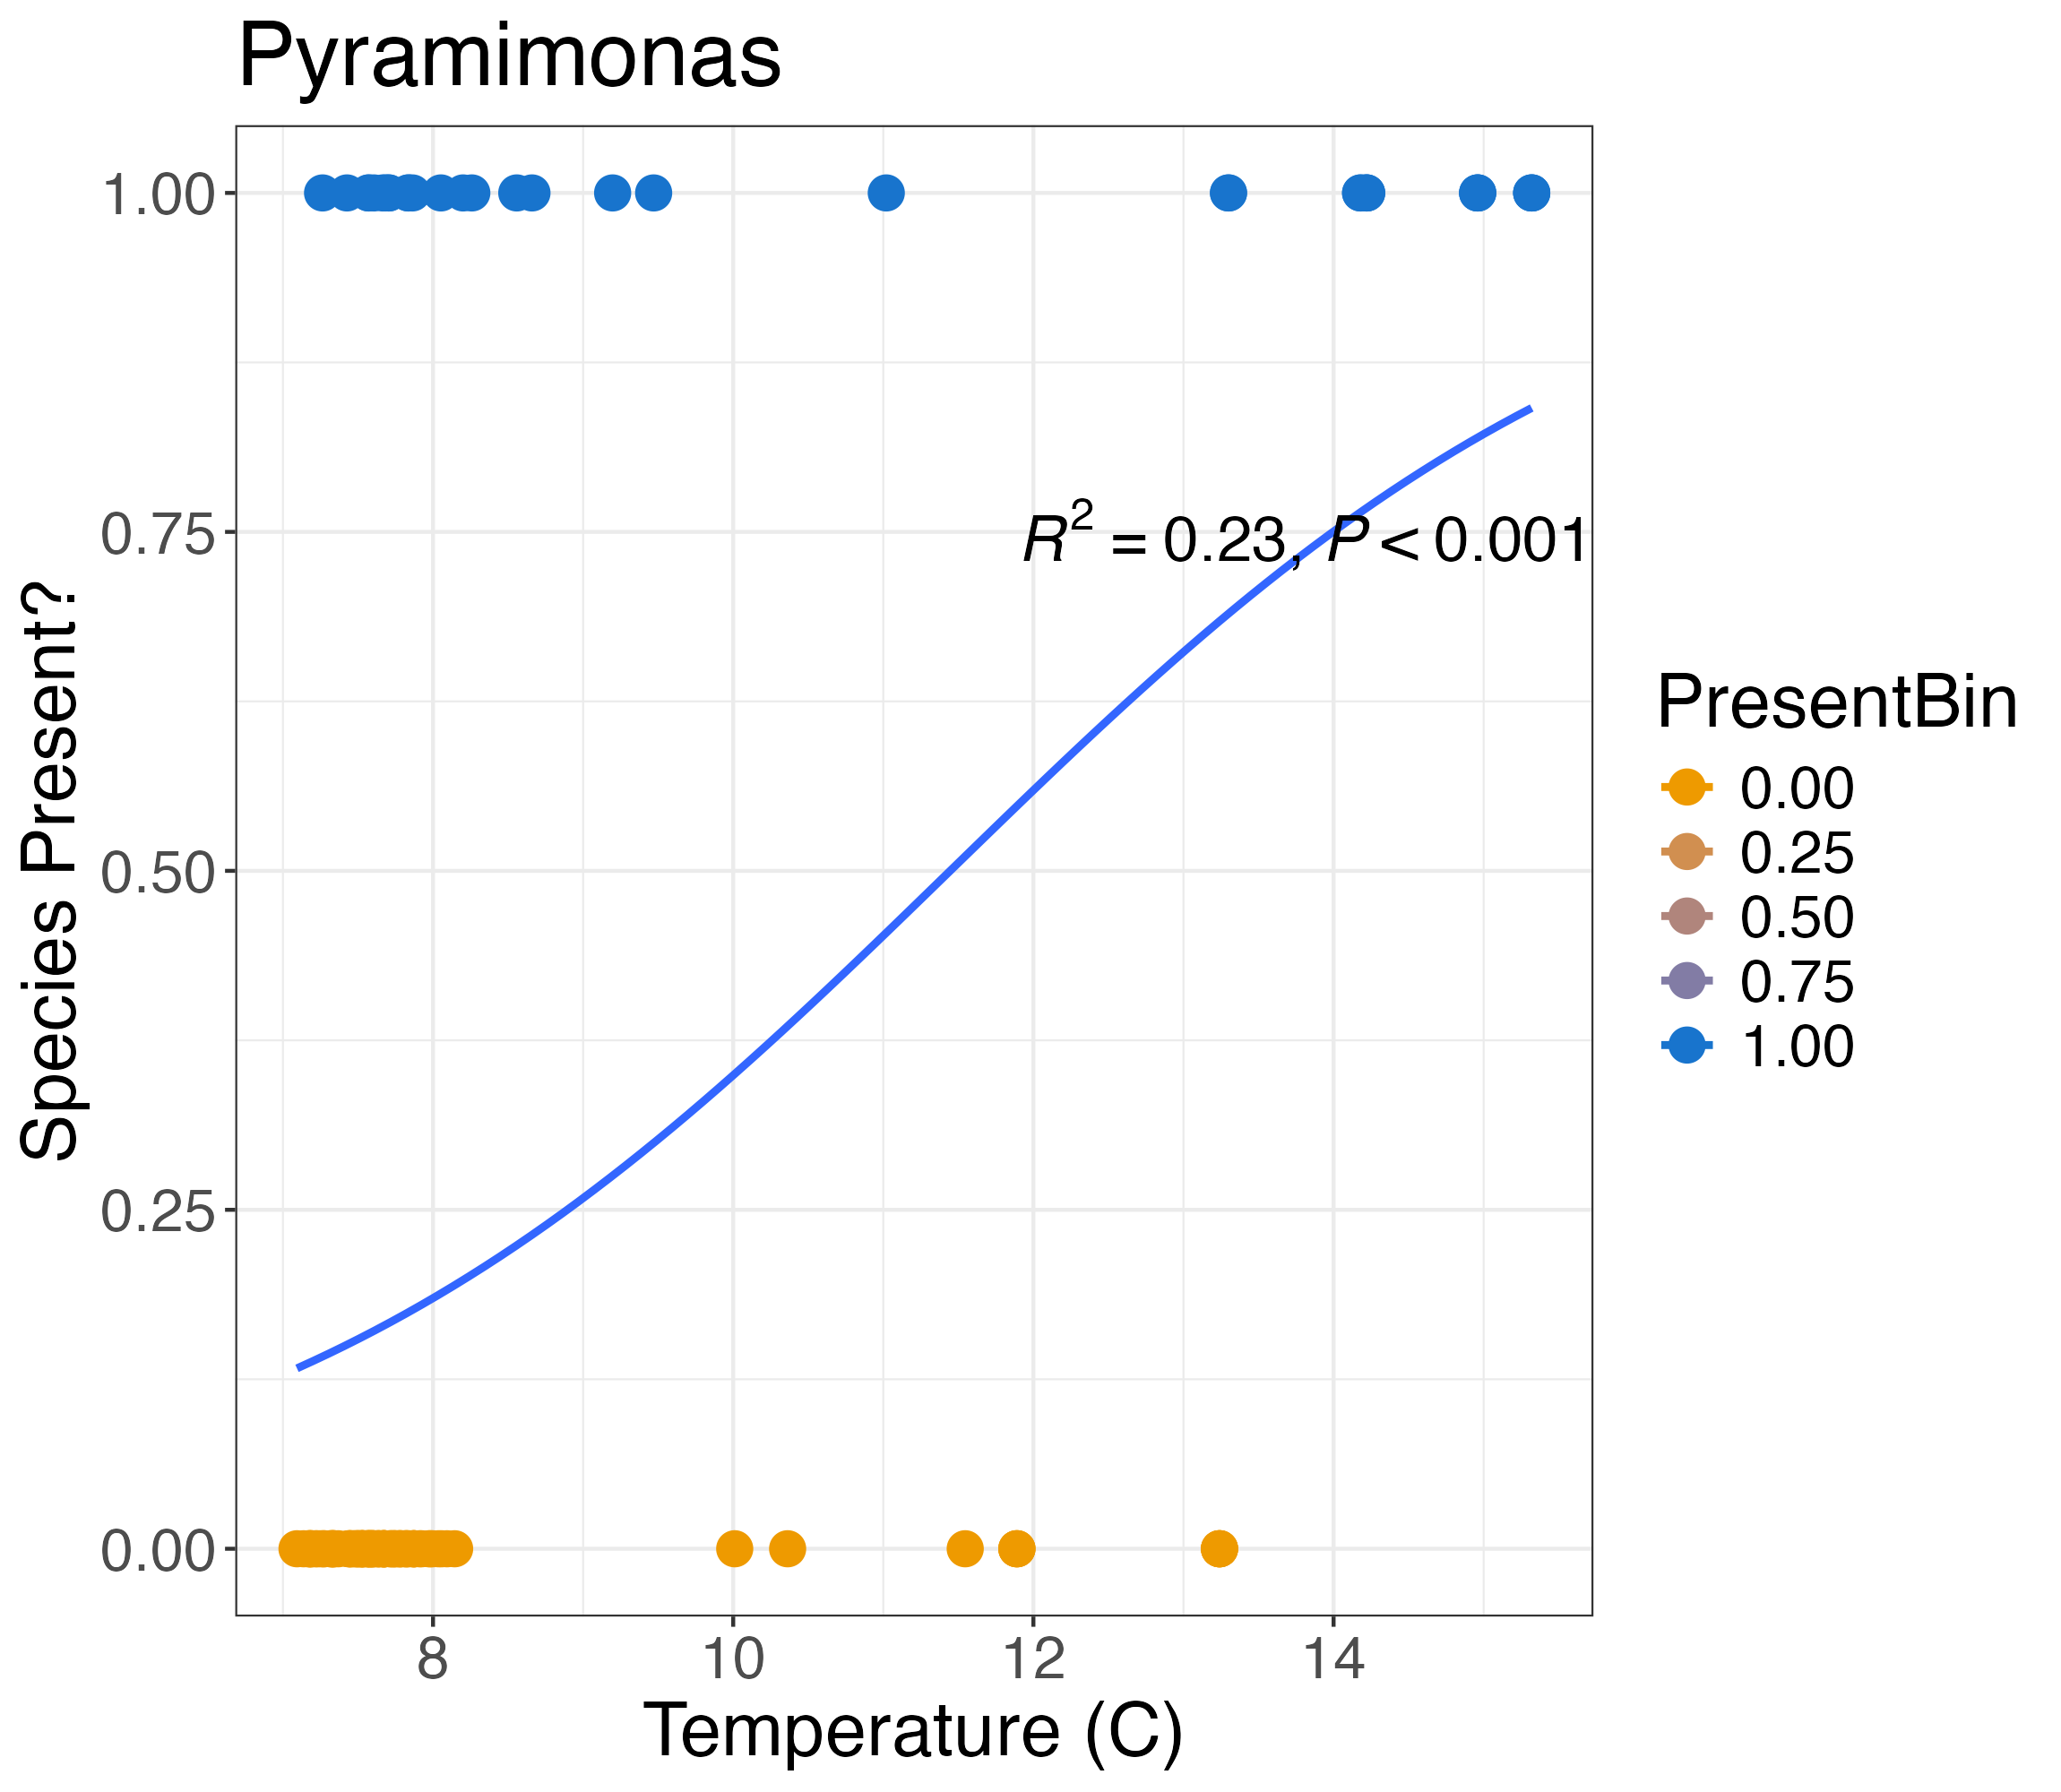 Pyramimonas
1.00
0.75
0.50
0.25
0.00
Species Present?
R² = 0.23, P < 0.001
8 10 12 14
Temperature (C)
PresentBin
0.00
0.25
0.50
0.75
1.00